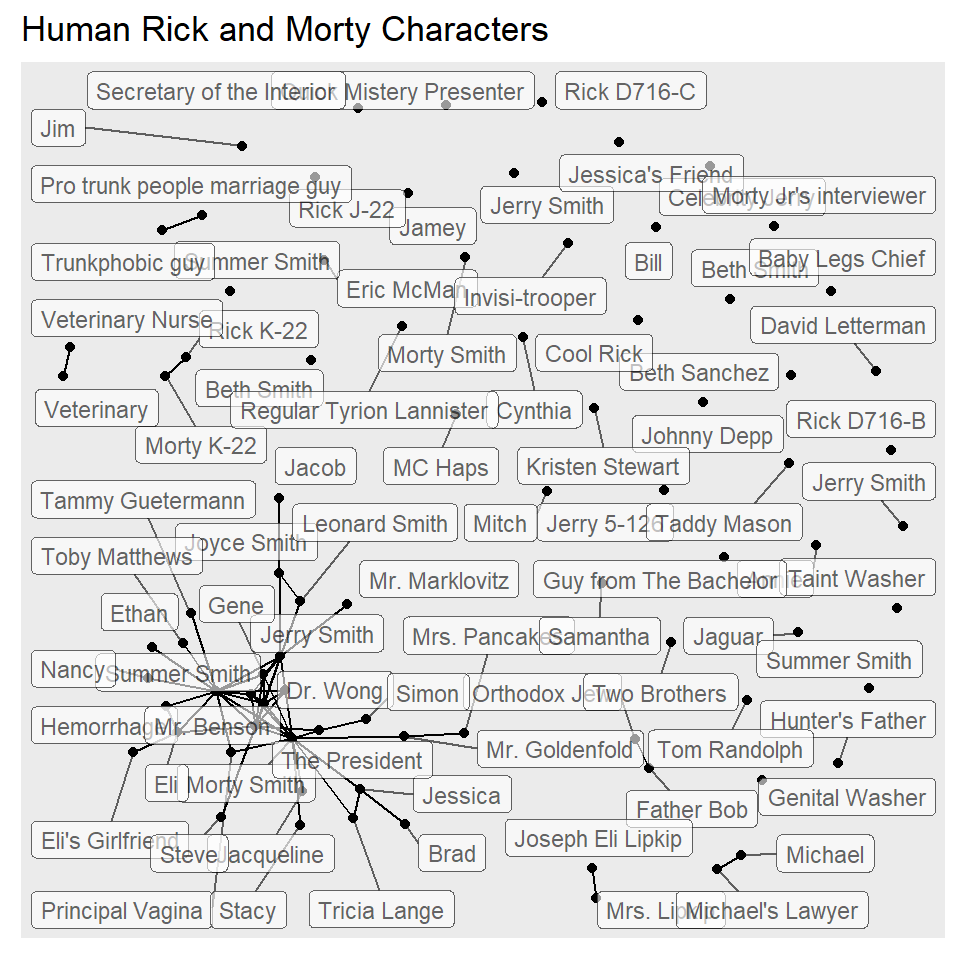 Human Rick and Morty Characters
Secretary of the Interior
Quick Mistery Presenter
Rick D716-C
Jim
Jessica's Friend
Pro trunk people marriage guy
Celebrity Jerry
Morty Jr's interviewer
Rick J-22
Jerry Smith
Jamey
Trunkphobic guy
Summer Smith
Bill
Beth Smith
Baby Legs Chief
Eric McMan
Invisi-trooper
Veterinary Nurse
Rick K-22
David Letterman
Morty Smith
Cool Rick
Beth Sanchez
Beth Smith
Veterinary
Regular Tyrion Lannister
Cynthia
Rick D716-B
Morty K-22
Johnny Depp
Jacob
MC Haps
Kristen Stewart
Jerry Smith
Tammy Guetermann
Leonard Smith
Mitch
Jerry 5-126
Taddy Mason
Joyce Smith
Toby Matthews
Mr. Marklovitz
Guy from The Bachelor
Annie
Taint Washer
Ethan
Gene
Jerry Smith
Mrs. Pancakes
Samantha
Jaguar
Summer Smith
Nancy
Summer Smith
Dr. Wong
Simon
Orthodox Jew
Two Brothers
Hemorrhage
Mr. Benson
Hunter's Father
The President
Mr. Goldenfold
Tom Randolph
Eli
Morty Smith
Jessica
Father Bob
Genital Washer
Eli's Girlfriend
Steve
Jacqueline
Brad
Joseph Eli Lipkip
Michael
Principal Vagina
Stacy
Tricia Lange
Mrs. Lipkip
Michael's Lawyer